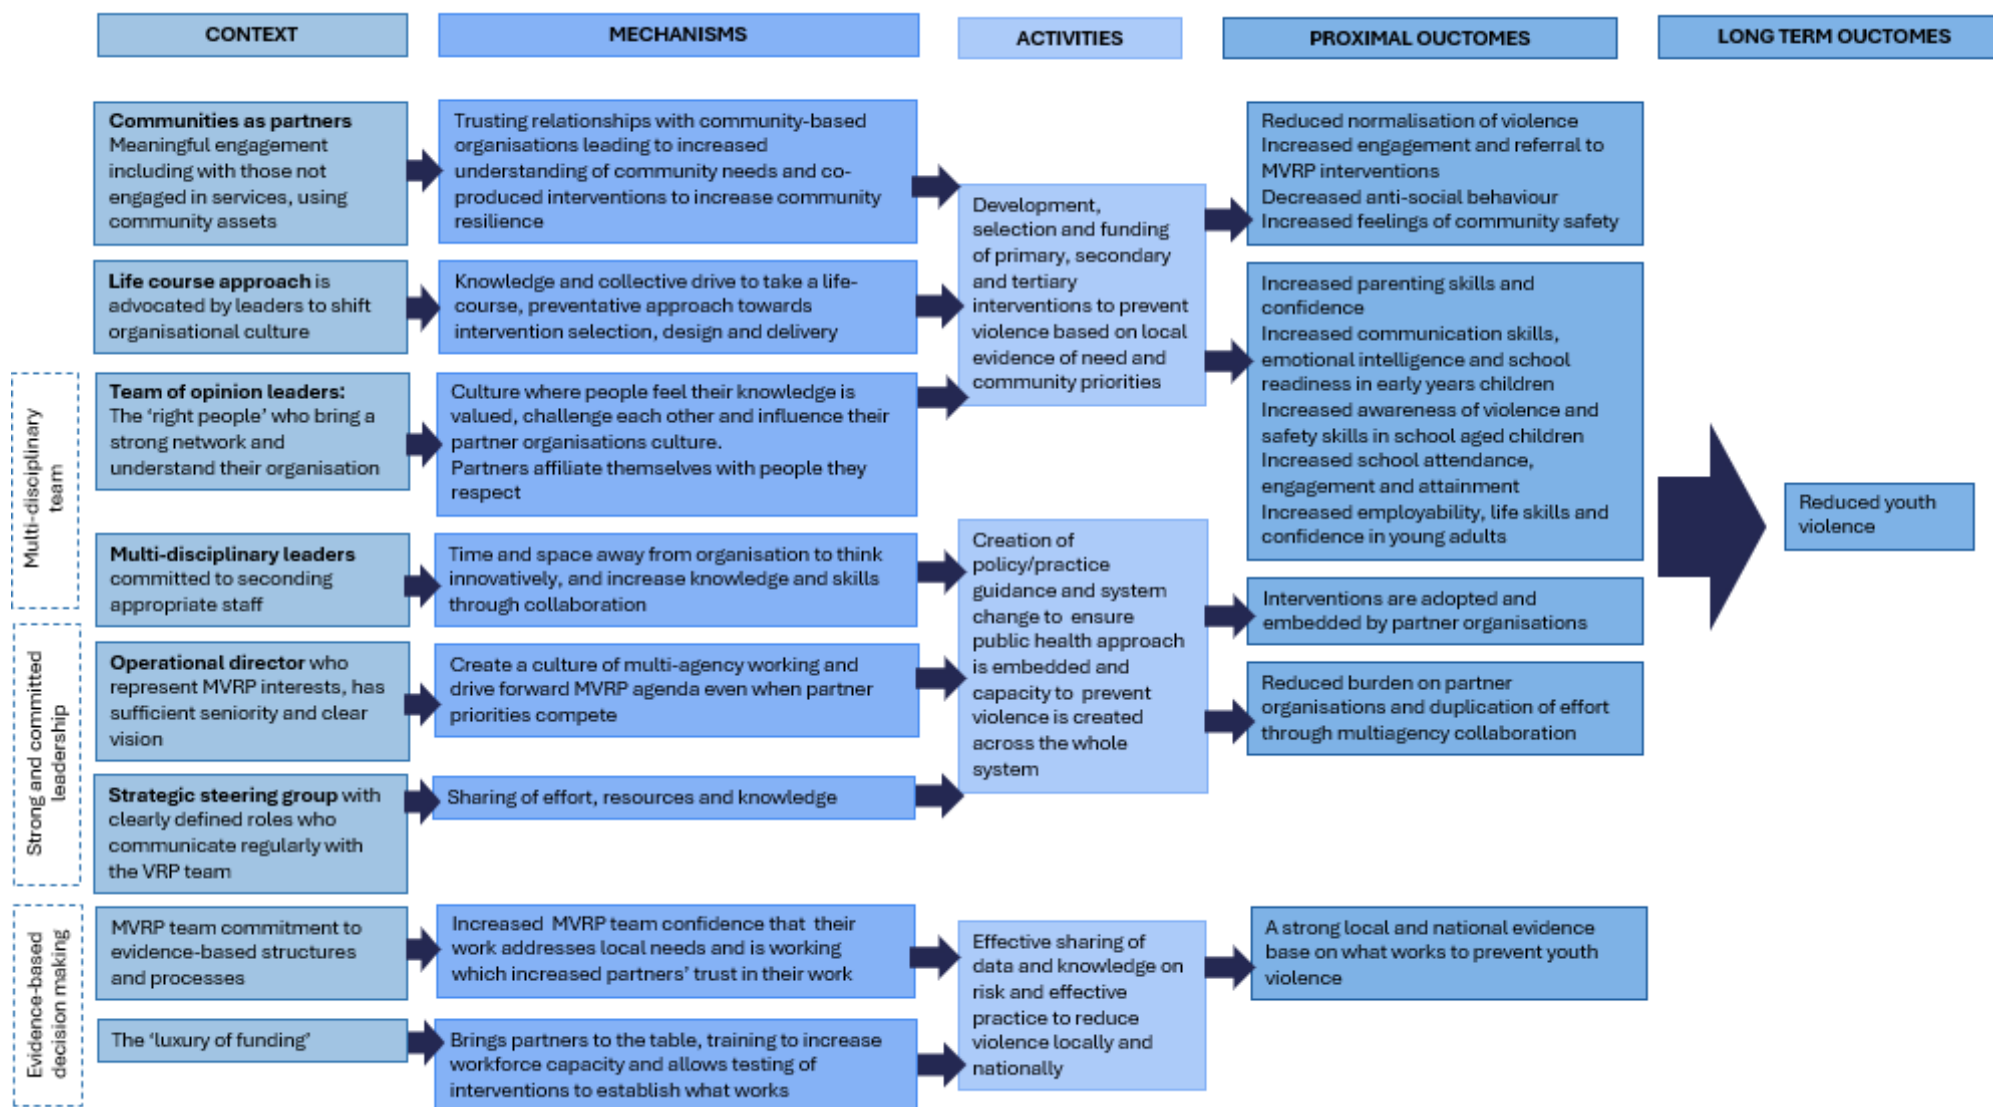 CONTEXT
MECHANISMS
ACTIVITIES
PROXIMAL OUCTOMES
LONG TERM OUCTOMES
Communities as partners
Meaningful engagement
including with those not
engaged in services, using
community assets
Trusting relationships with community-based
organisations leading to increased
understanding of community needs and co-
produced interventions to increase community
resilience
Life course approach is
advocated by leaders to shift
organisational culture
Knowledge and collective drive to take a life-
course, preventative approach towards
intervention selection, design and delivery
Multi-disciplinary
team
Team of opinion leaders:
The ‘right people’ who bring a
strong network and
understand their organisation
Culture where people feel their knowledge is
valued, challenge each other and influence their
partner organisations culture.
Partners affiliate themselves with people they
respect
Development,
selection and funding
of primary, secondary
and tertiary
interventions to prevent
violence based on local
evidence of need and
community priorities
Reduced normalisation of violence
Increased engagement and referral to
MVRP interventions
Decreased anti-social behaviour
Increased feelings of community safety
Increased parenting skills and
confidence
Increased communication skills,
emotional intelligence and school
readiness in early years children
Increased awareness of violence and
safety skills in school aged children
Increased school attendance,
engagement and attainment
Increased employability, life skills and
confidence in young adults
Reduced youth
violence
Multi-disciplinary leaders
committed to seconding
appropriate staff
Time and space away from organisation to think
innovatively, and increase knowledge and skills
through collaboration
Strong and committed
leadership
Operational director who
represent MVRP interests, has
sufficient seniority and clear
vision
Create a culture of multi-agency working and
drive forward MVRP agenda even when partner
priorities compete
Strategic steering group with
clearly defined roles who
communicate regularly with
the VRP team
Sharing of effort, resources and knowledge
Creation of
policy/practice
guidance and system
change to ensure
public health approach
is embedded and
capacity to prevent
violence is created
across the whole
system
Interventions are adopted and
embedded by partner organisations
Reduced burden on partner
organisations and duplication of effort
through multiagency collaboration
Evidence-based
decision making
MVRP team commitment to
evidence-based structures
and processes
Increased MVRP team confidence that their
work addresses local needs and is working
which increased partners’ trust in their work
The ‘luxury of funding’
Brings partners to the table, training to increase
workforce capacity and allows testing of
interventions to establish what works
Effective sharing of
data and knowledge on
risk and effective
practice to reduce
violence locally and
nationally
A strong local and national evidence
base on what works to prevent youth
violence